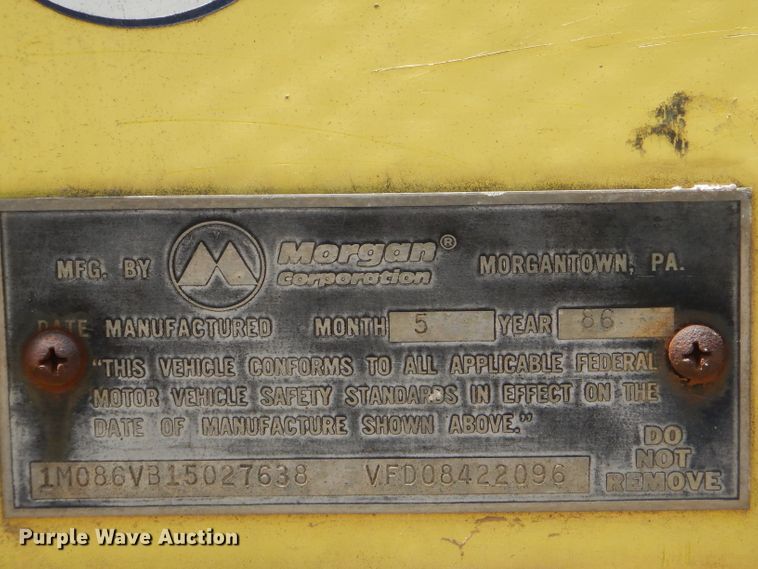 MFG. BY M Morgan® Corporation MORGANTOWN, PA.
DATE MANUFACTURED MONTH 5 YEAR 86
"THIS VEHICLE CONFORMS TO ALL APPLICABLE FEDERAL
MOTOR VEHICLE SAFETY STANDARDS IN EFFECT ON THE
DATE OF MANUFACTURE SHOWN ABOVE."
DO
NOT
REMOVE
1M086VB15027638 VFD08422096
Purple Wave Auction